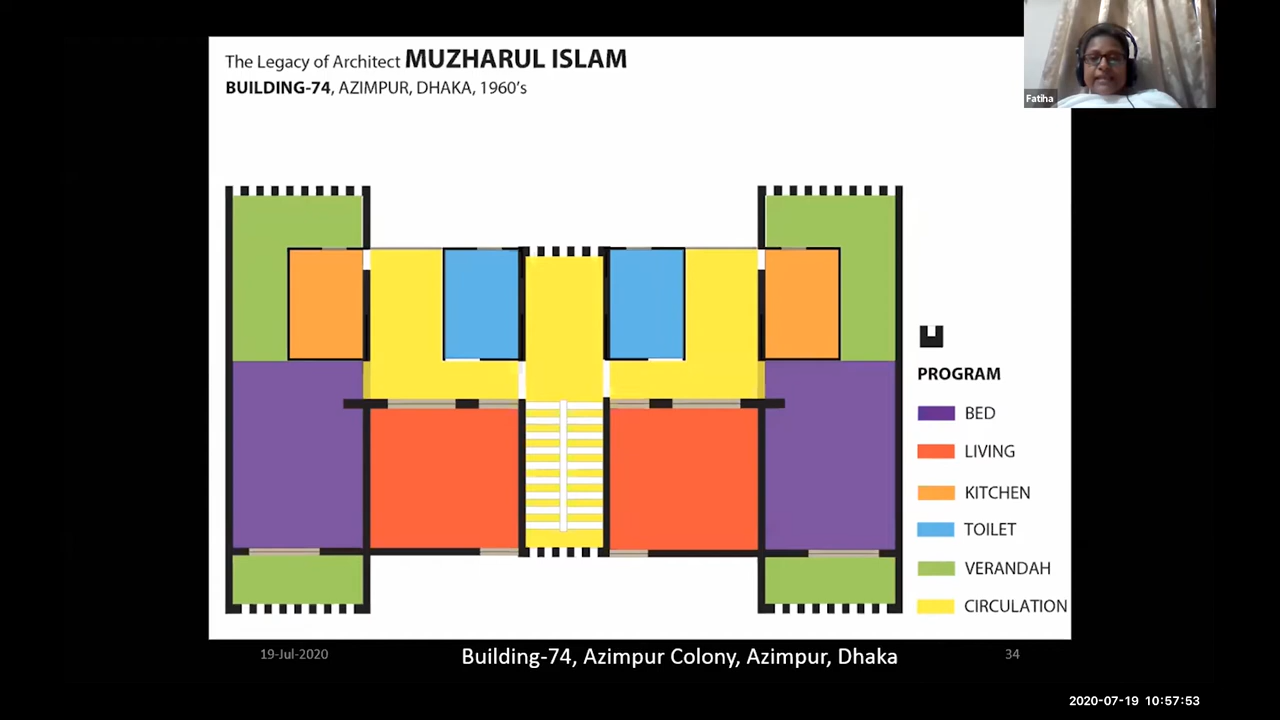 The Legacy of Architect MUZHARUL ISLAM
BUILDING-74, AZIMPUR, DHAKA, 1960's
Fatiha
PROGRAM
BED
LIVING
KITCHEN
TOILET
VERANDAH
CIRCULATION
19-Jul-2020
Building-74, Azimpur Colony, Azimpur, Dhaka
34
2020-07-19 10:57:53